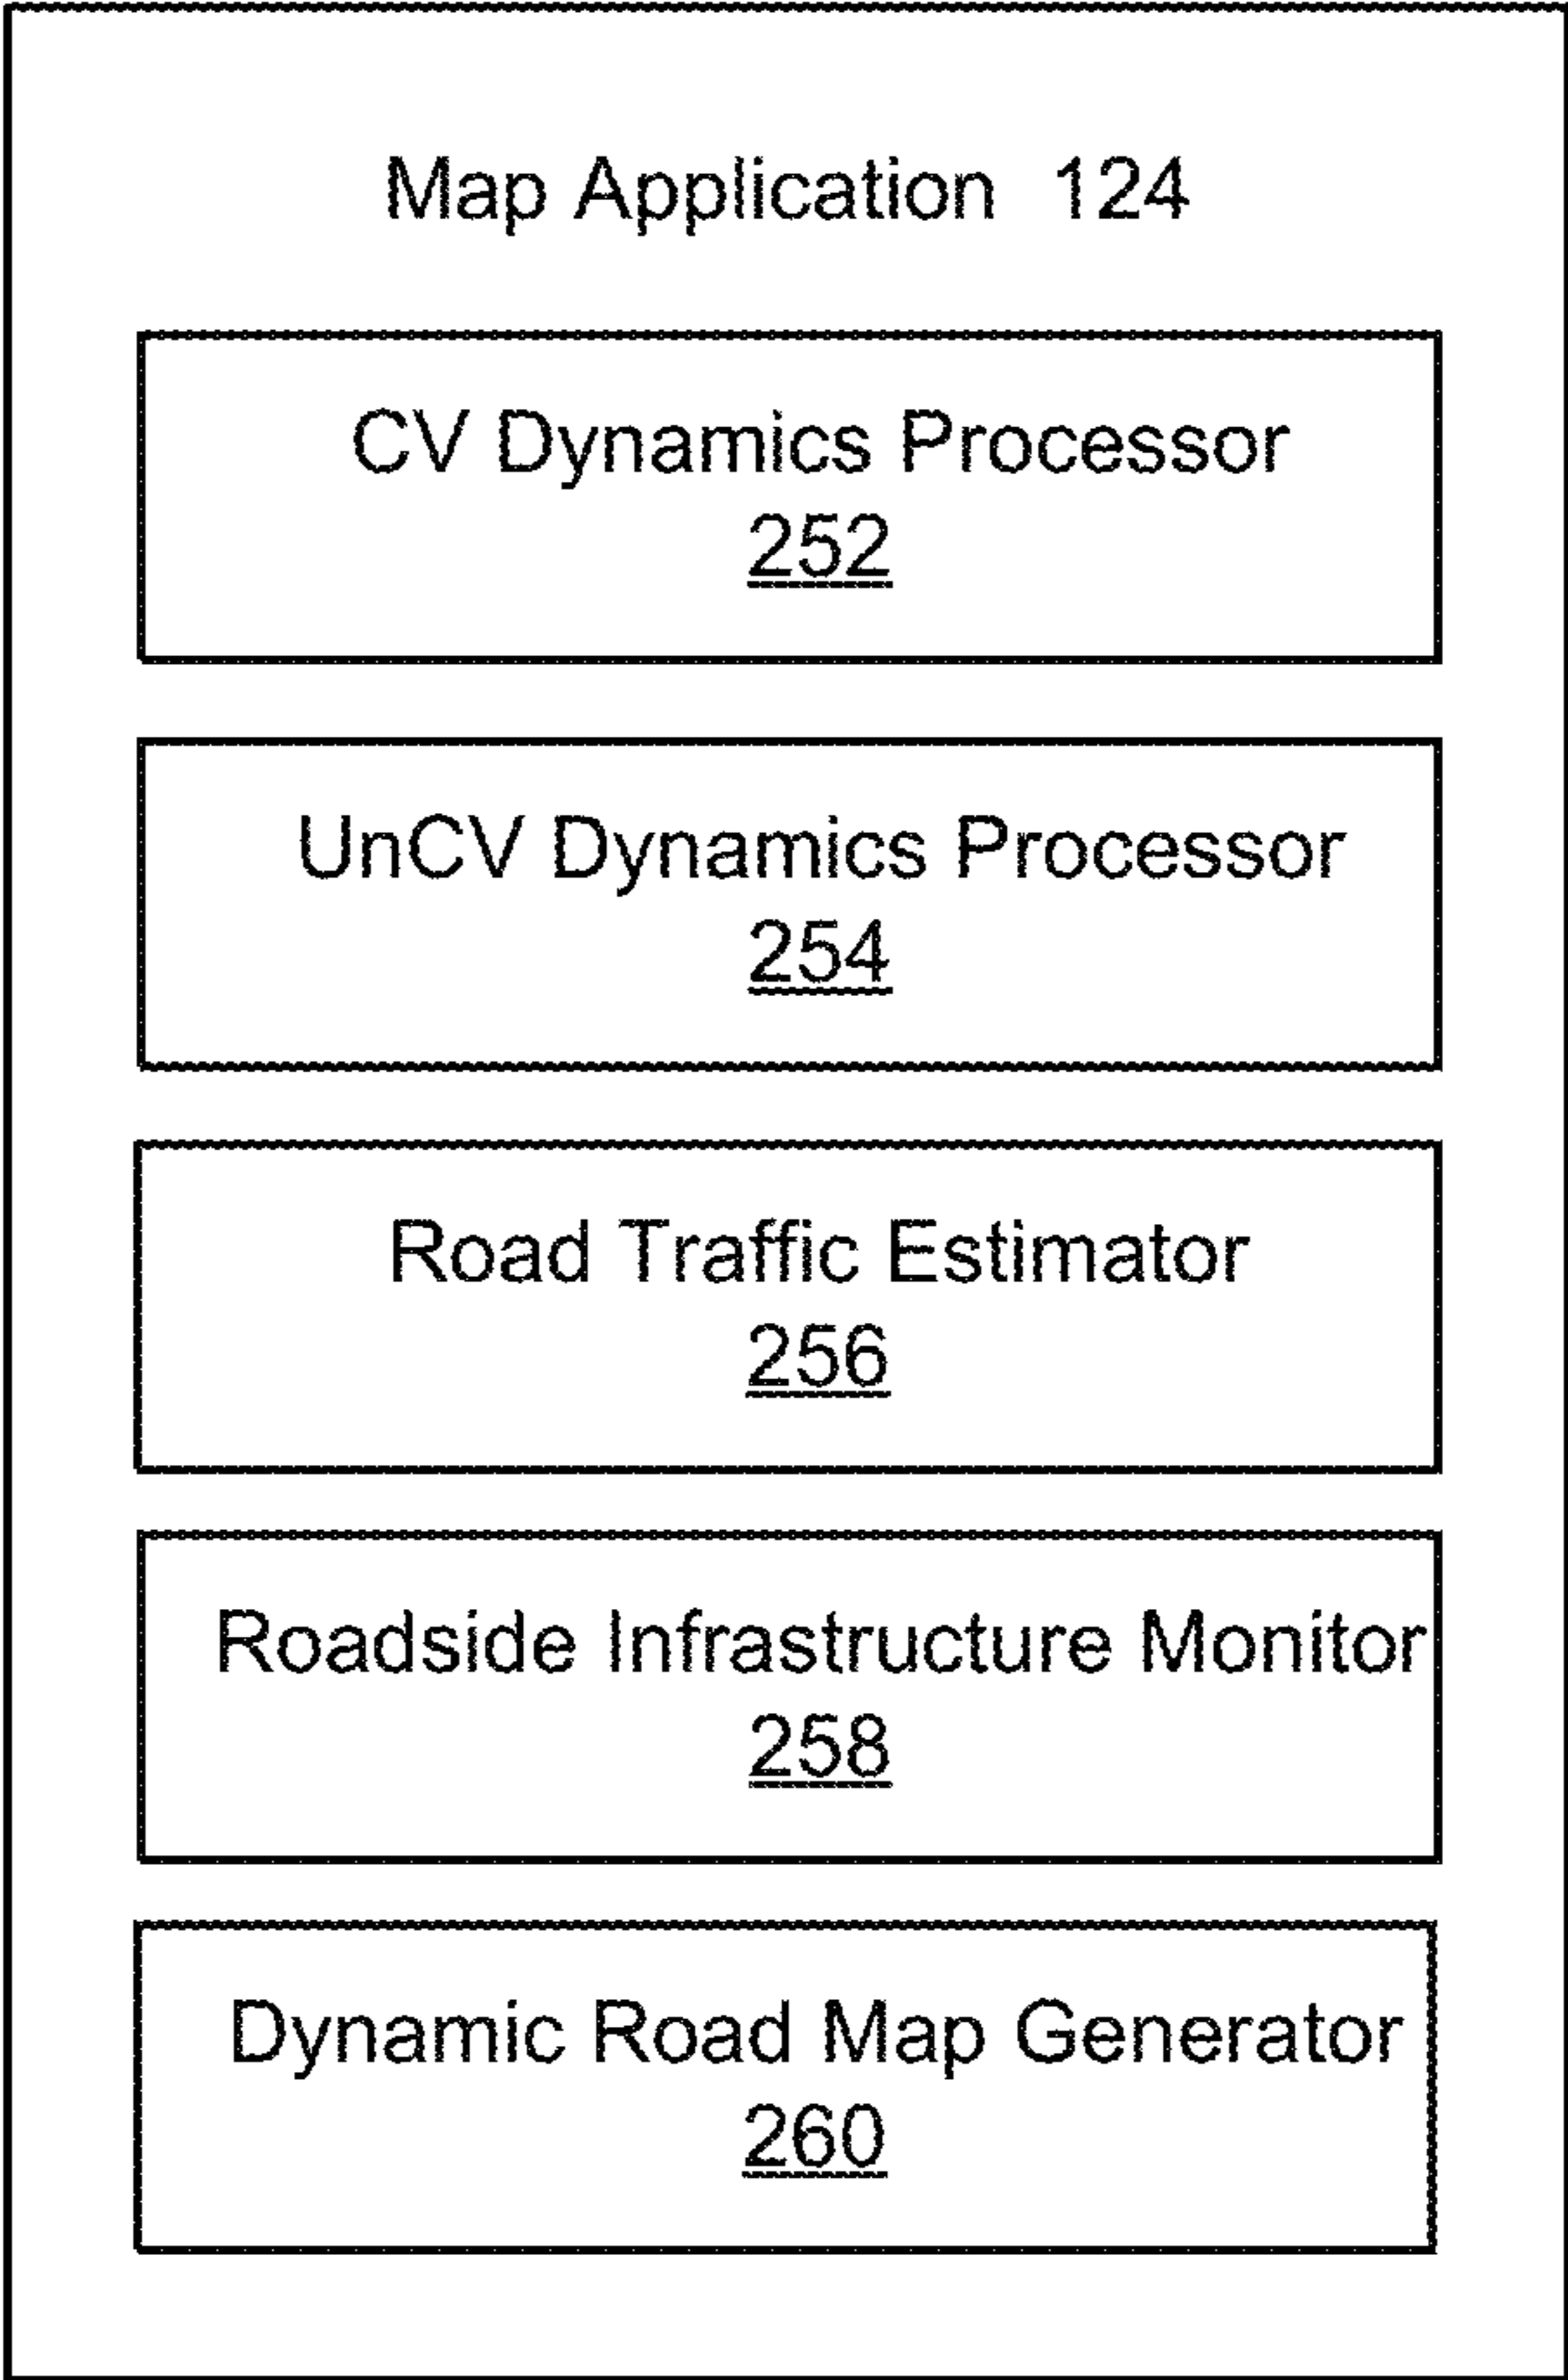 Map Application 124
CV Dynamics Processor
252
UnCV Dynamics Processor
254
Road Traffic Estimator
256
Roadside Infrastructure Monitor
258
Dynamic Road Map Generator
260